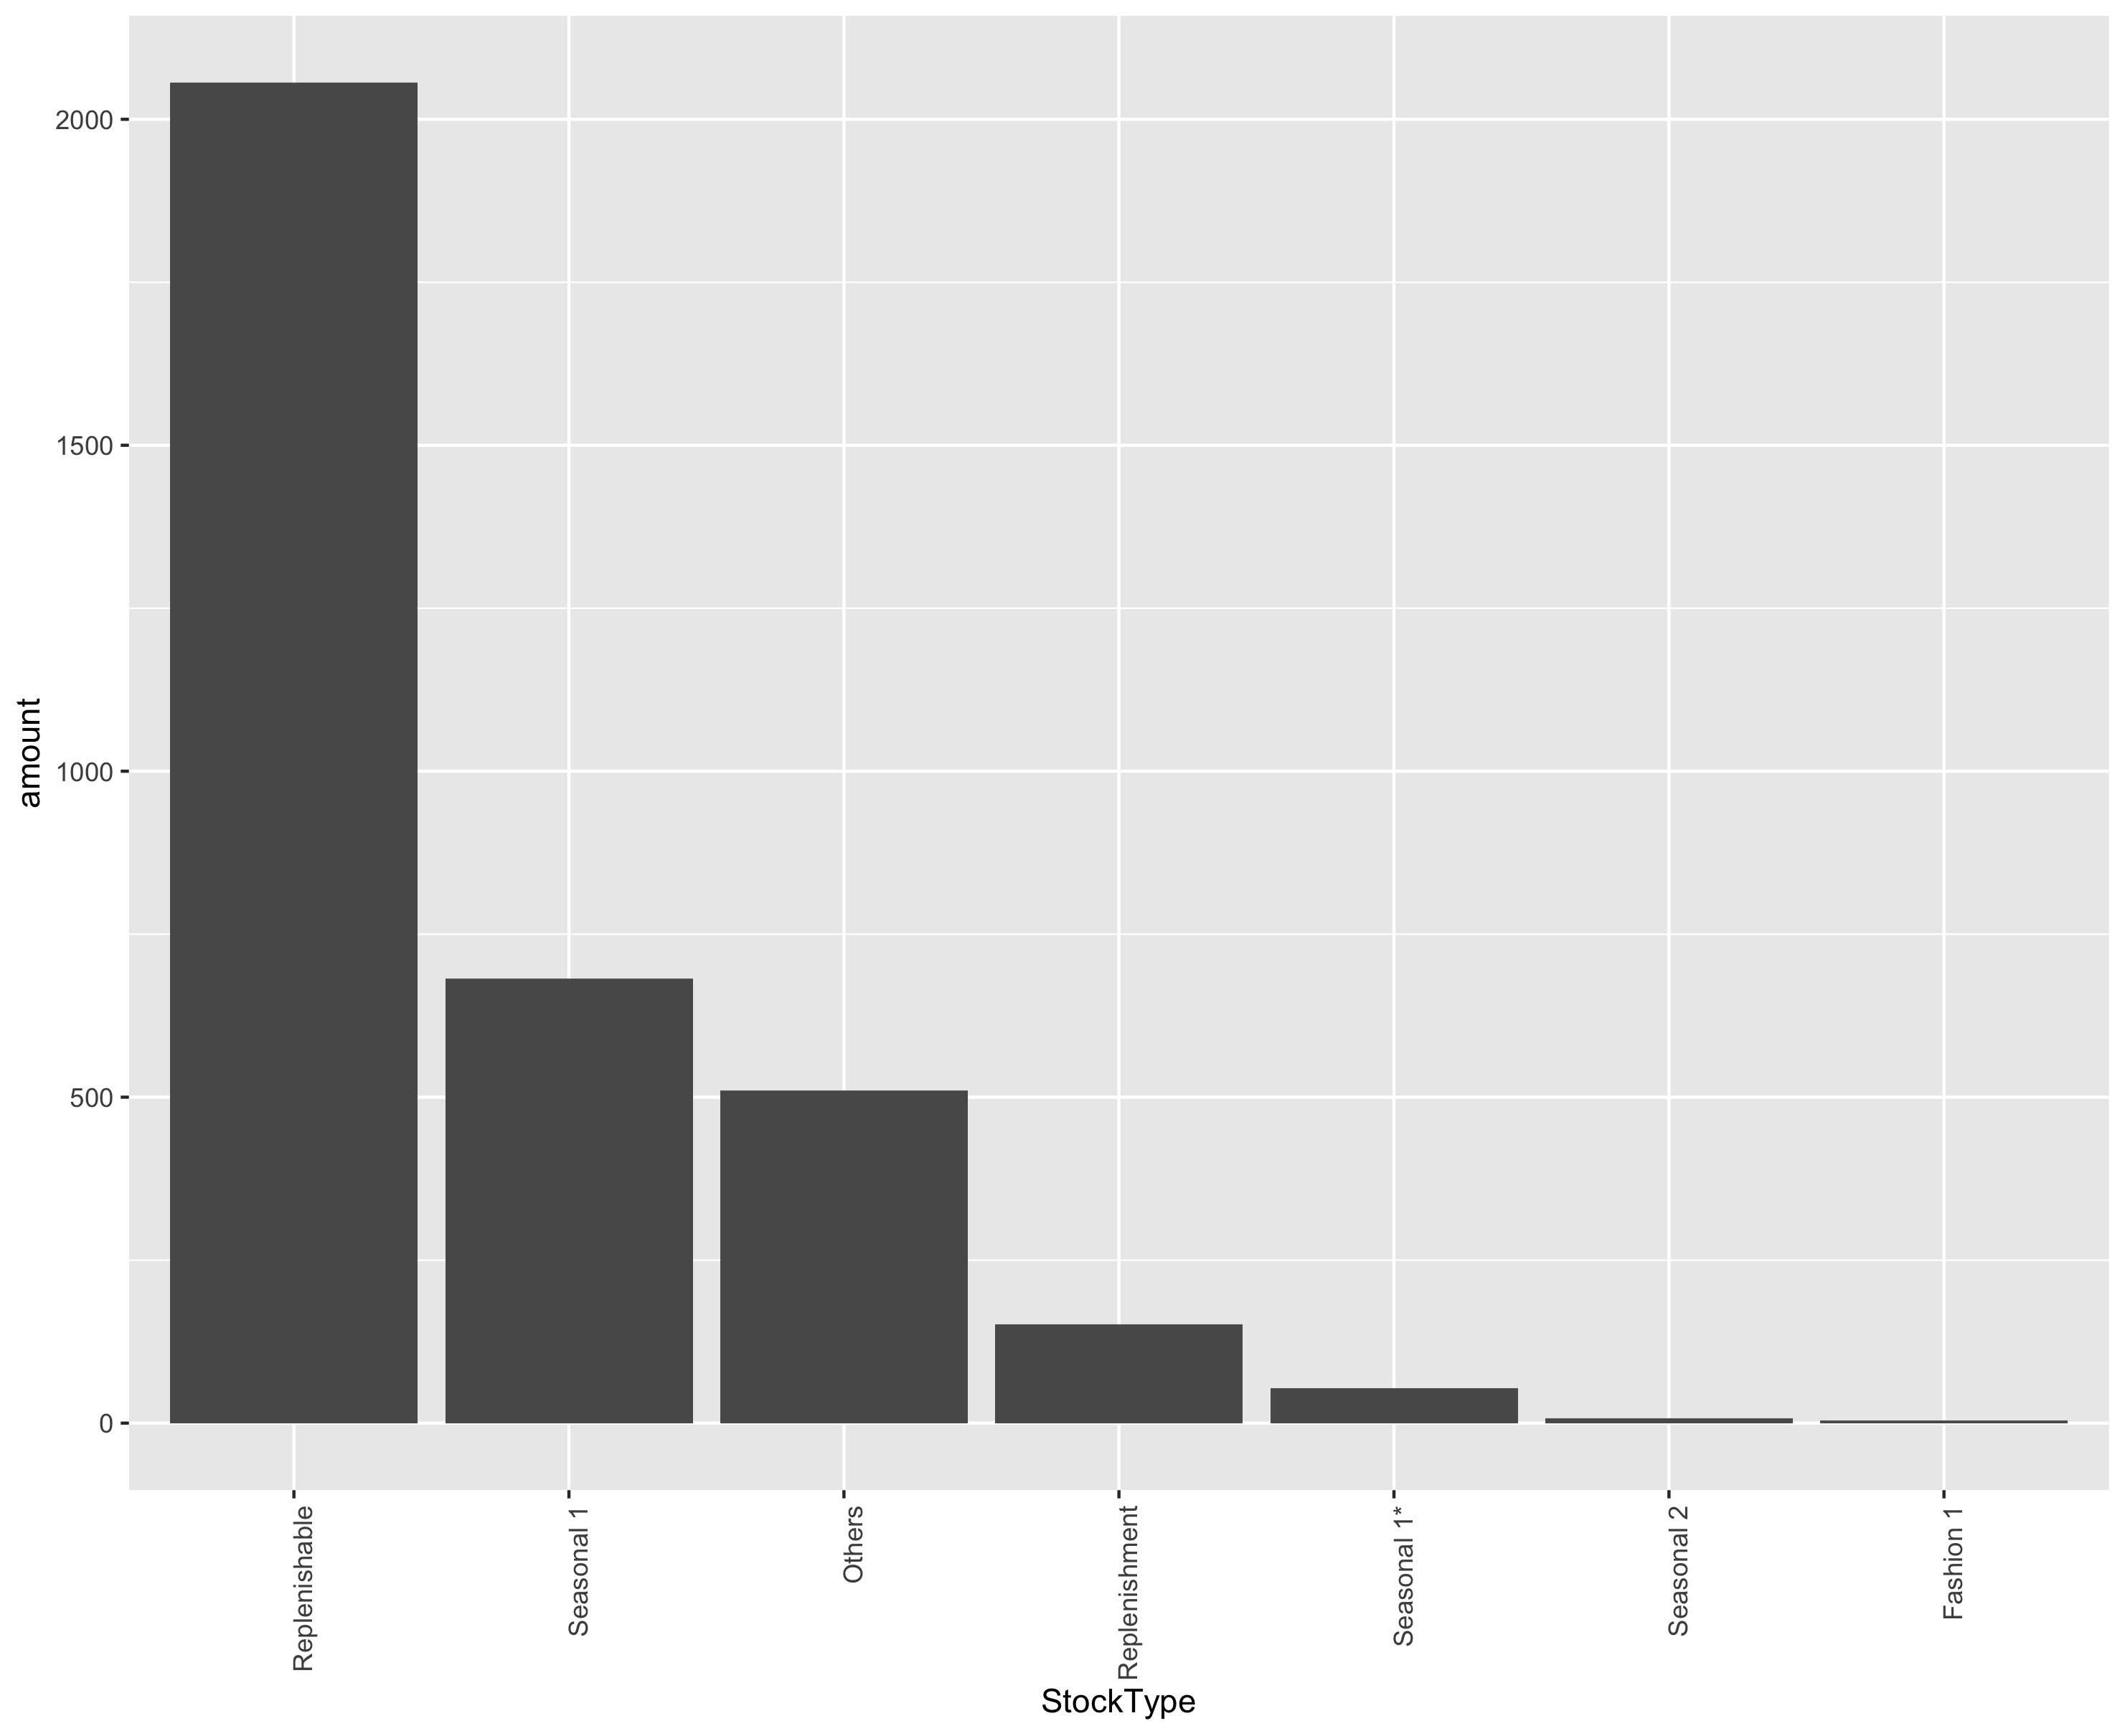 2000
1500
1000
500
0
amount
Replenishable
Seasonal 1
Others
Replenishment
Seasonal 1*
Seasonal 2
Fashion 1
StockType